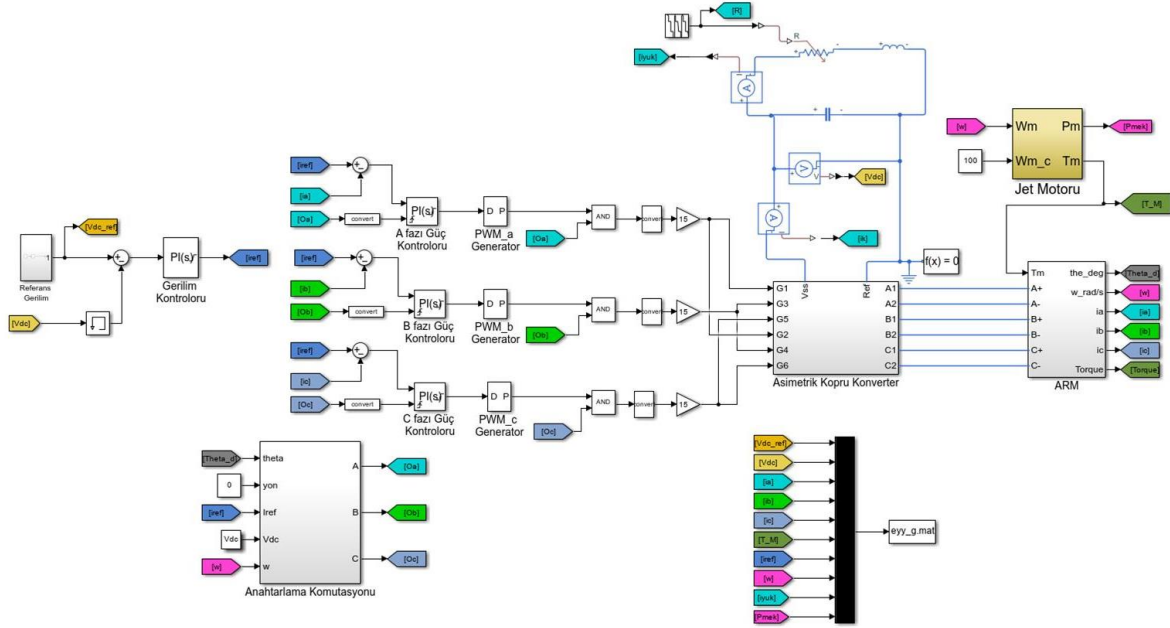 [R]
R
[iyuk]
A
V
V
[Vdc]
A
[ik]
f(x) = 0
[w]
Wm
Pm
[Pmek]
100
Wm_c
Tm
Jet Motoru
[T_M]
[Vdc_ref]
1
Referans
Gerilim
[Vdc]
PI(s)
Gerilim
Kontroloru
[iref]
[iref]
[ia]
[Oa]
convert
PI(s)
A fazı Güç
Kontroloru
D P
PWM_a
Generator
[Oa]
AND
convert
15
[iref]
[ib]
[Ob]
convert
PI(s)
B fazı Güç
Kontroloru
D P
PWM_b
Generator
[Ob]
AND
convert
15
[iref]
[ic]
[Oc]
convert
PI(s)
C fazı Güç
Kontroloru
D P
PWM_c
Generator
[Oc]
AND
convert
15
Vss
Ref
G1
G3
G5
G2
G4
G6
A1
A2
B1
B2
C1
C2
Asimetrik Kopru Konverter
Tm
A+
A-
B+
B-
C+
C-
the_deg
w_rad/s
ia
ib
ic
Torque
ARM
[Theta_d]
[w]
[ia]
[ib]
[ic]
[Torque]
[Theta_d]
0
[iref]
Vdc
[w]
theta
yon
Iref
Vdc
w
A
B
C
[Oa]
[Ob]
[Oc]
Anahtarlama Komutasyonu
[Vdc_ref]
[Vdc]
[ia]
[ib]
[ic]
[T_M]
[iref]
[w]
[iyuk]
[Pmek]
eyy_g.mat